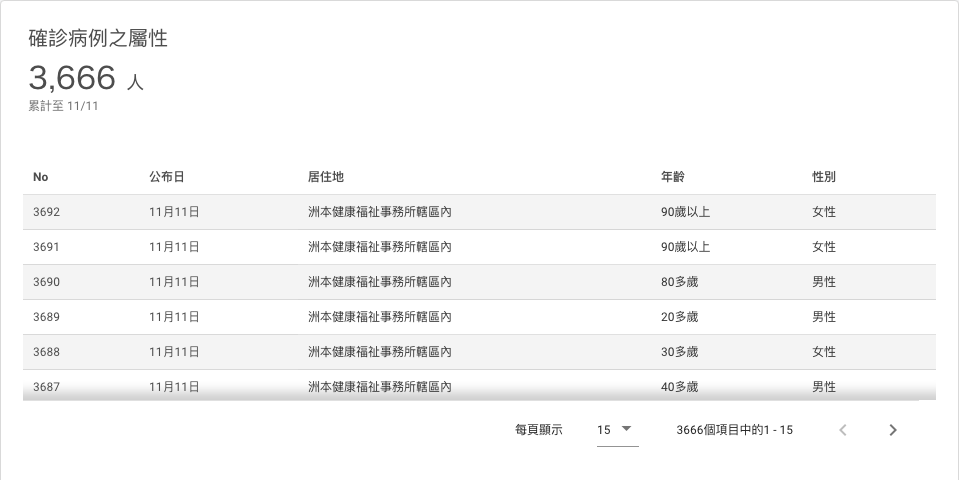 確診病例之屬性
3,666 人
累計至 11/11
No 公布日 居住地 年齡 性別
3692 11月11日 洲本健康福祉事務所轄區內 90歲以上 女性
3691 11月11日 洲本健康福祉事務所轄區內 90歲以上 女性
3690 11月11日 洲本健康福祉事務所轄區內 80多歲 男性
3689 11月11日 洲本健康福祉事務所轄區內 20多歲 男性
3688 11月11日 洲本健康福祉事務所轄區內 30多歲 女性
3687 11月11日 洲本健康福祉事務所轄區內 40多歲 男性
每頁顯示 15 3666個項目中的1 - 15